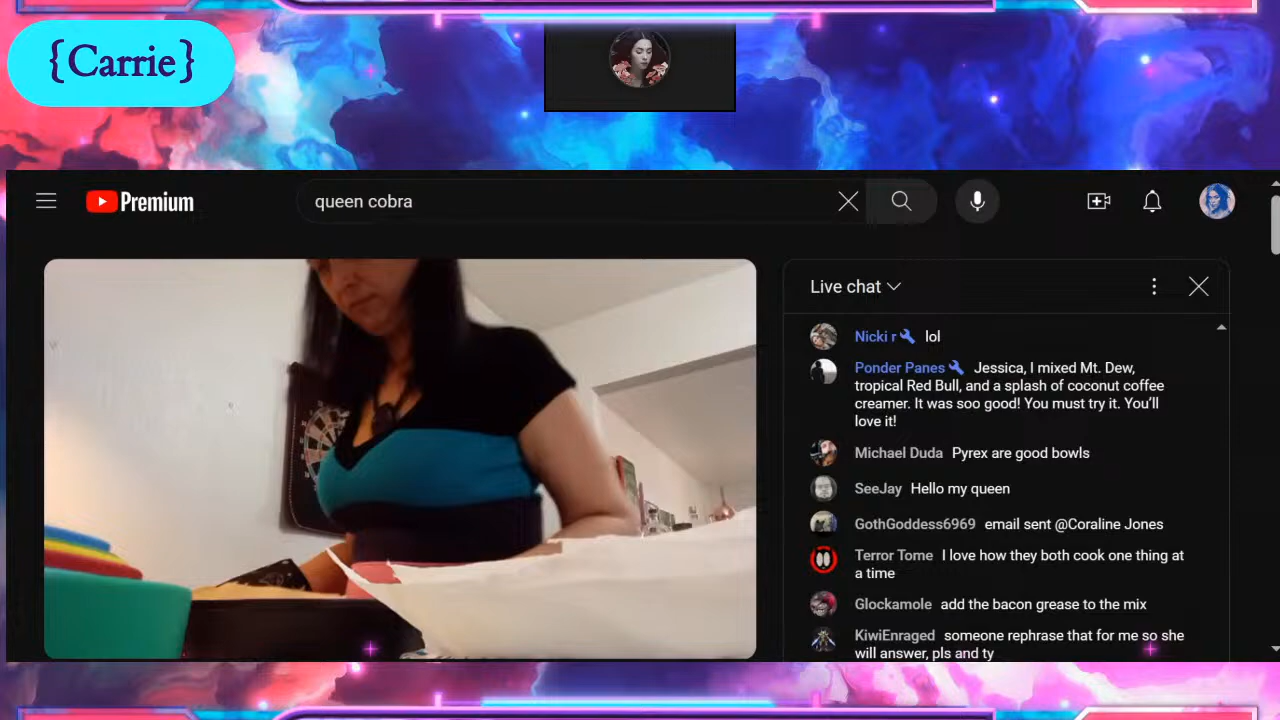 {Carrie}
Premium
queen cobra
Live chat
Nicki r lol
Ponder Panes Jessica, I mixed Mt. Dew,
tropical Red Bull, and a splash of coconut coffee
creamer. It was soo good! You must try it. You'll
love it!
Michael Duda Pyrex are good bowls
SeeJay Hello my queen
GothGoddess6969 email sent @Coraline Jones
Terror Tome I love how they both cook one thing at
a time
Glockamole add the bacon grease to the mix
KiwiEnraged someone rephrase that for me so she
will answer, pls and ty